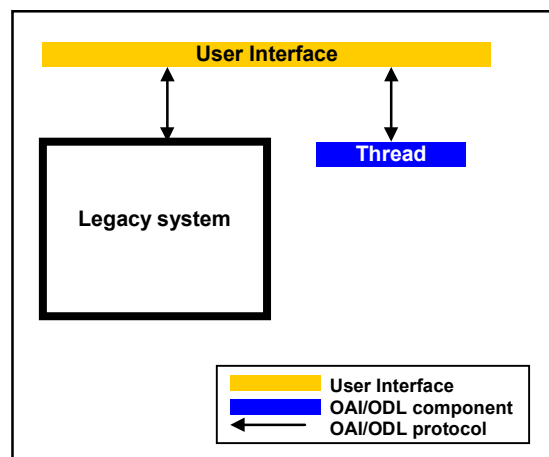 User Interface
Thread
Legacy system
User Interface
OAI/ODL component
OAI/ODL protocol